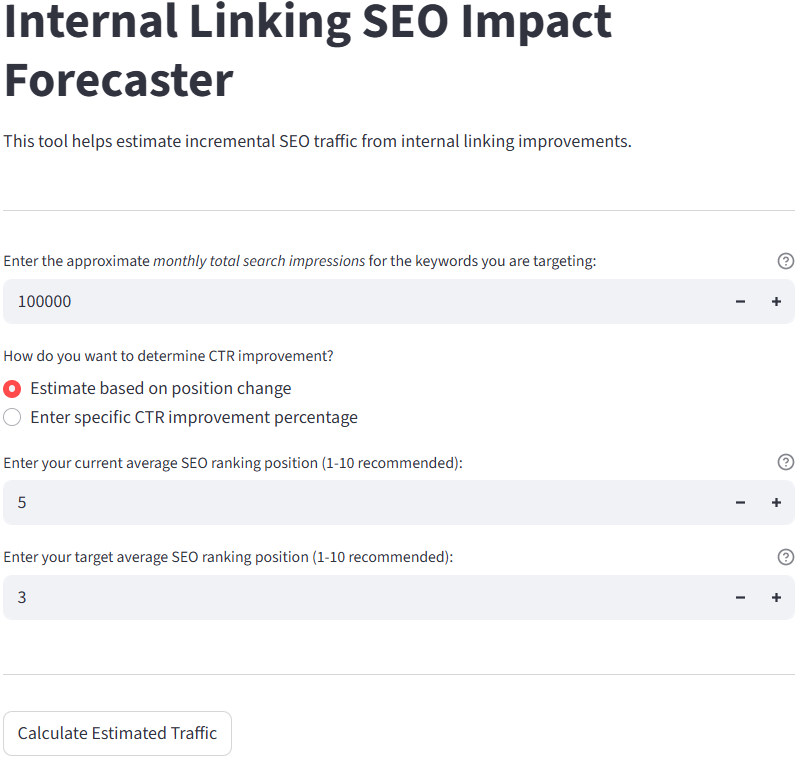 Internal Linking SEO Impact
Forecaster
This tool helps estimate incremental SEO traffic from internal linking improvements.
Enter the approximate monthly total search impressions for the keywords you are targeting:
100000
How do you want to determine CTR improvement?
Estimate based on position change
Enter specific CTR improvement percentage
Enter your current average SEO ranking position (1-10 recommended):
5
Enter your target average SEO ranking position (1-10 recommended):
3
Calculate Estimated Traffic